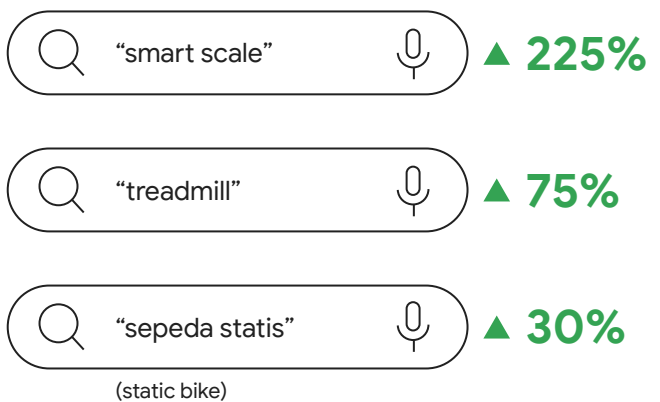 “smart scale” ▲ 225%
“treadmill” ▲ 75%
“sepeda statis” ▲ 30%
(static bike)